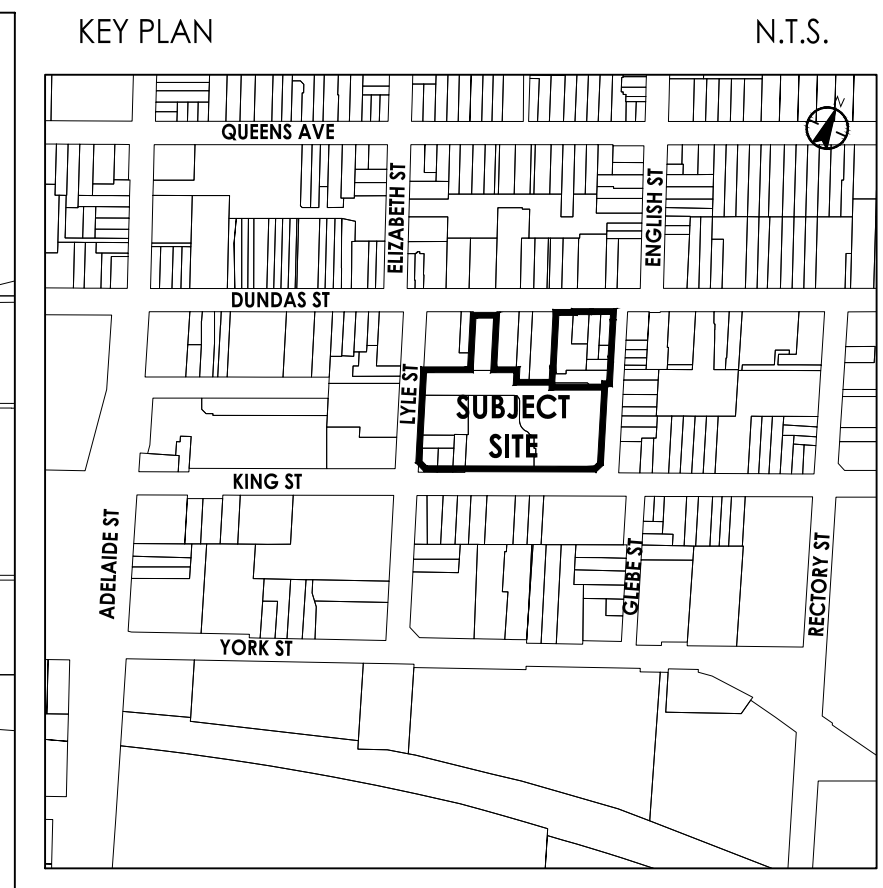 KEY PLAN N.T.S.
N
QUEENS AVE
ELIZABETH ST
ENGLISH ST
DUNDAS ST
LYLE ST
SUBJECT
SITE
KING ST
ADELAIDE ST
GLEBE ST
RECTORY ST
YORK ST